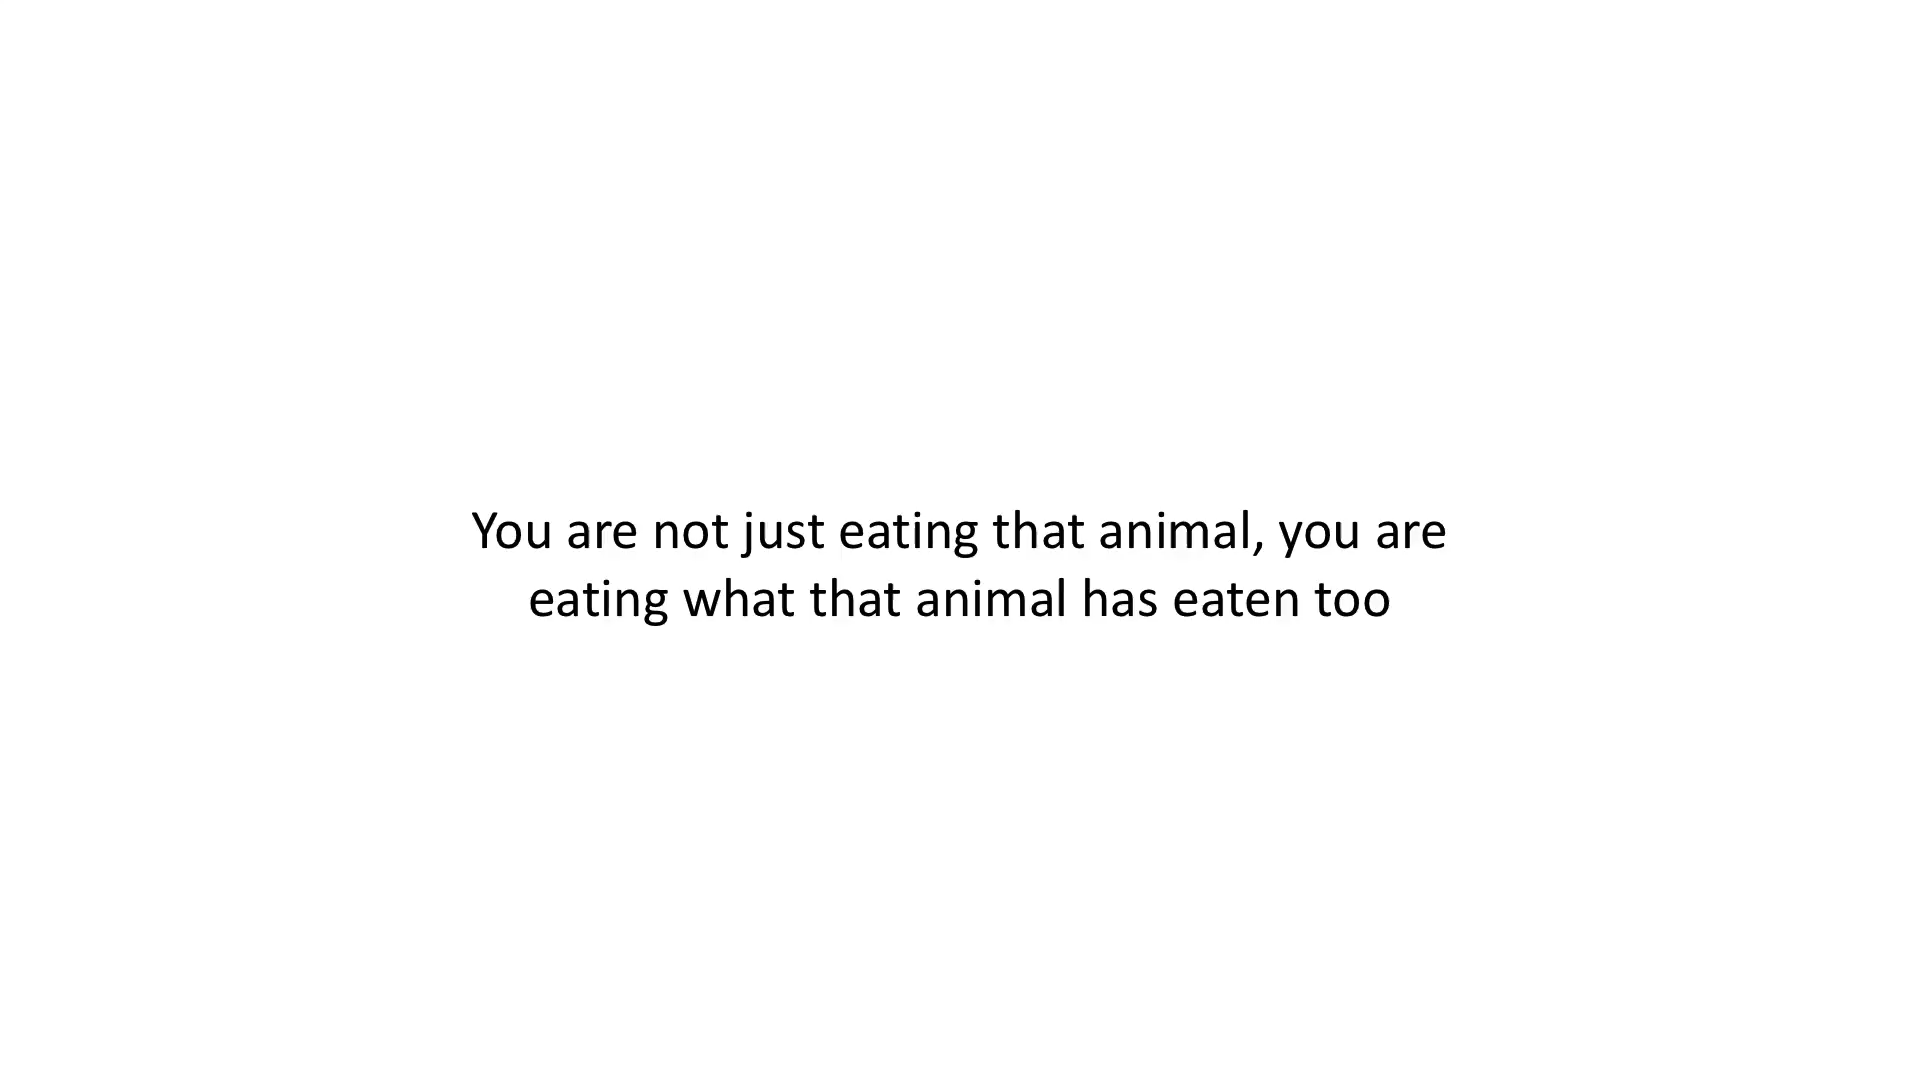 You are not just eating that animal, you are
eating what that animal has eaten too